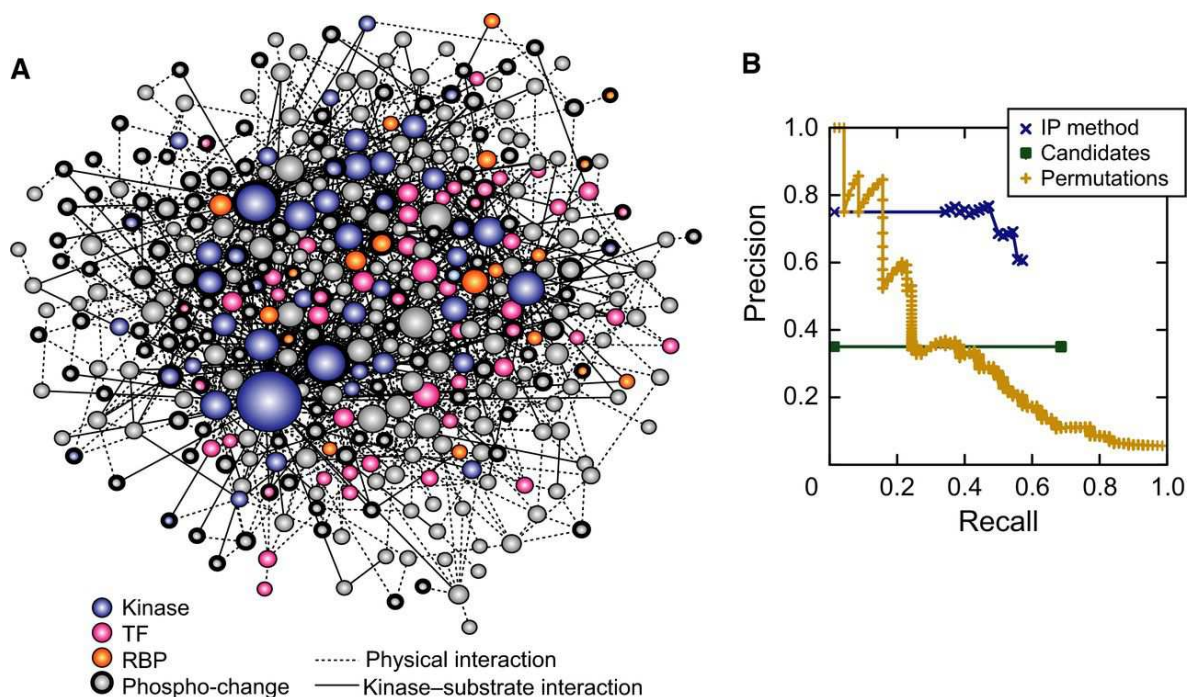 A
Kinase
TF
RBP
Phospho-change
Physical interaction
Kinase–substrate interaction
B
IP method
Candidates
Permutations
1.0
0.8
0.6
0.4
0.2
0
0.2
0.4
0.6
0.8
1.0
Precision
Recall